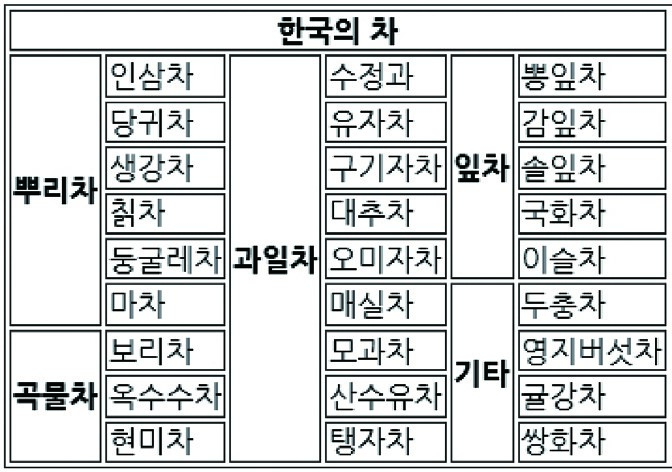 한국의 차
뿌리차
인삼차
당귀차
생강차
칡차
둥굴레차
마차
곡물차
보리차
옥수수차
현미차
과일차
수정과
유자차
구기자차
대추차
오미자차
매실차
모과차
산수유차
탱자차
잎차
뽕잎차
감잎차
솔잎차
국화차
이슬차
기타
두충차
영지버섯차
귤강차
쌍화차